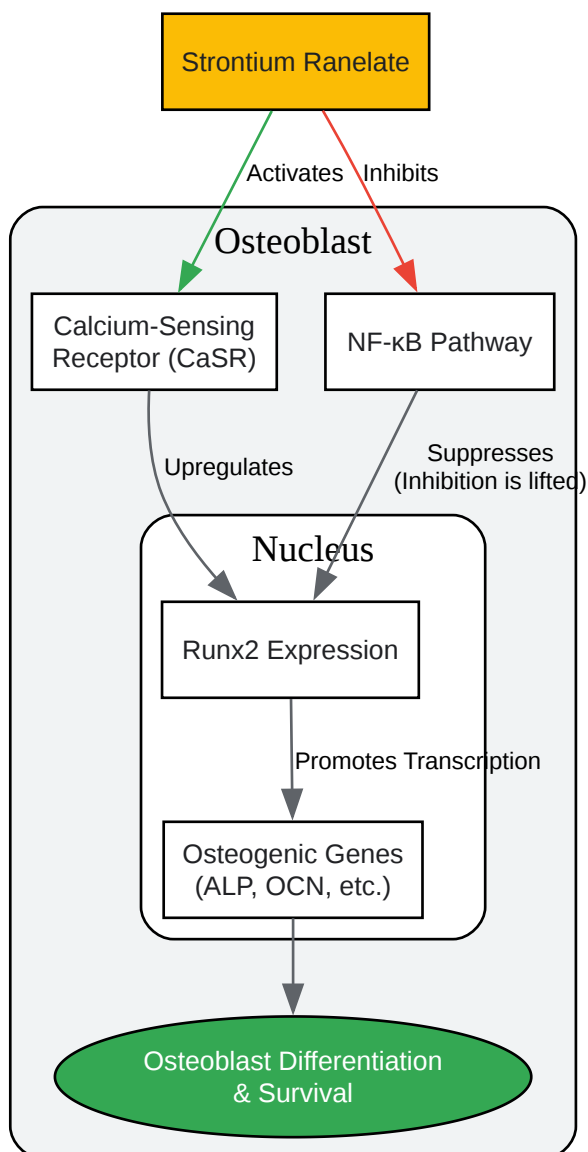 Strontium Ranelate
Activates
Inhibits
Osteoblast
Calcium-Sensing
Receptor (CaSR)
NF-κB Pathway
Upregulates
Suppresses
(Inhibition is lifted)
Nucleus
Runx2 Expression
Promotes Transcription
Osteogenic Genes
(ALP, OCN, etc.)
Osteoblast Differentiation
& Survival